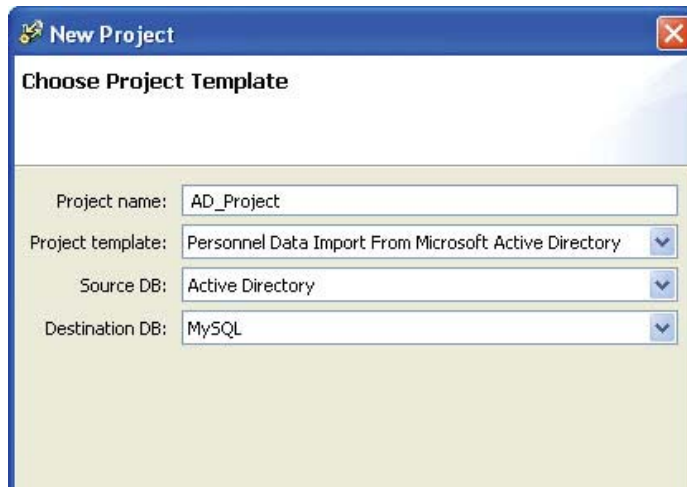 New Project
Choose Project Template
Project name: AD_Project
Project template: Personnel Data Import From Microsoft Active Directory
Source DB: Active Directory
Destination DB: MySQL